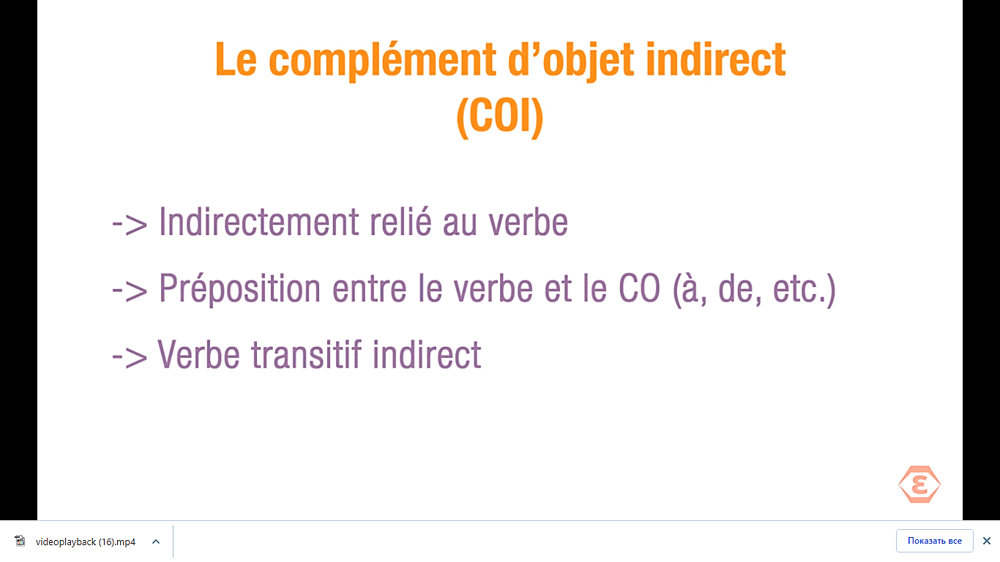 Le complément d’objet indirect
(COI)
-> Indirectement relié au verbe
-> Préposition entre le verbe et le CO (à, de, etc.)
-> Verbe transitif indirect
ε
videoplayback (16).mp4
Показать все